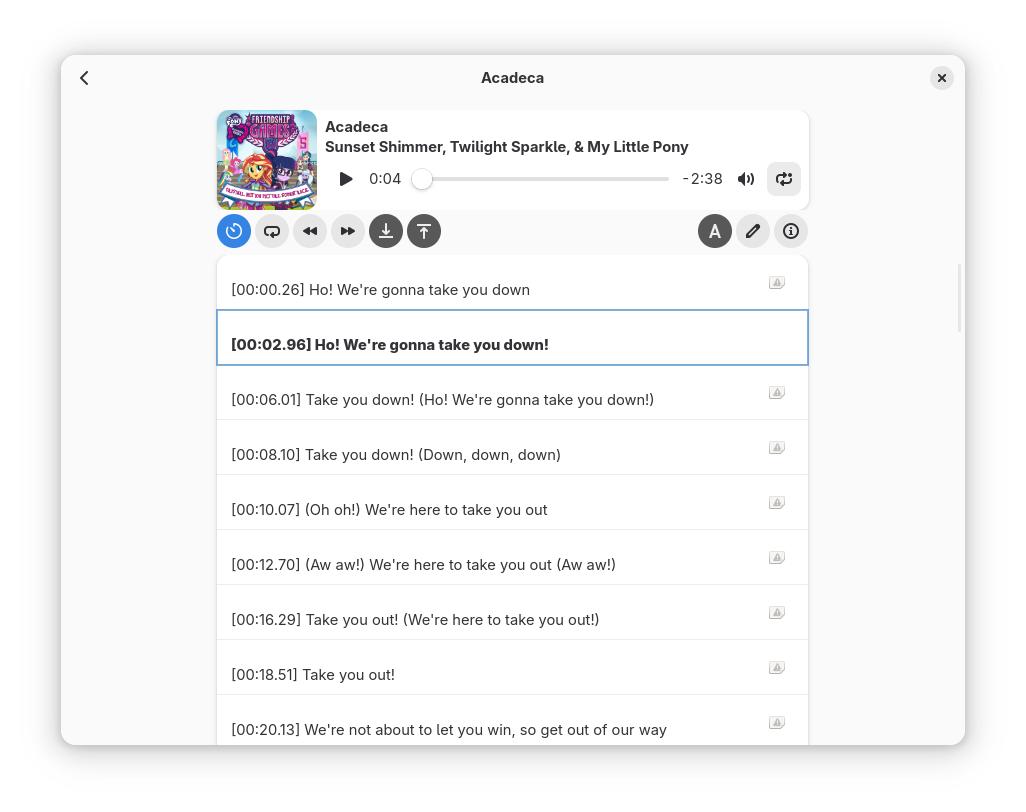 Acadeca
FRIENDSHIP
GAMES
Acadeca
Sunset Shimmer, Twilight Sparkle, & My Little Pony
0:04
-2:38
A
[00:00.26] Ho! We're gonna take you down
[00:02.96] Ho! We're gonna take you down!
[00:06.01] Take you down! (Ho! We're gonna take you down!)
[00:08.10] Take you down! (Down, down, down)
[00:10.07] (Oh oh!) We're here to take you out
[00:12.70] (Aw aw!) We're here to take you out (Aw aw!)
[00:16.29] Take you out! (We're here to take you out!)
[00:18.51] Take you out!
[00:20.13] We're not about to let you win, so get out of our way